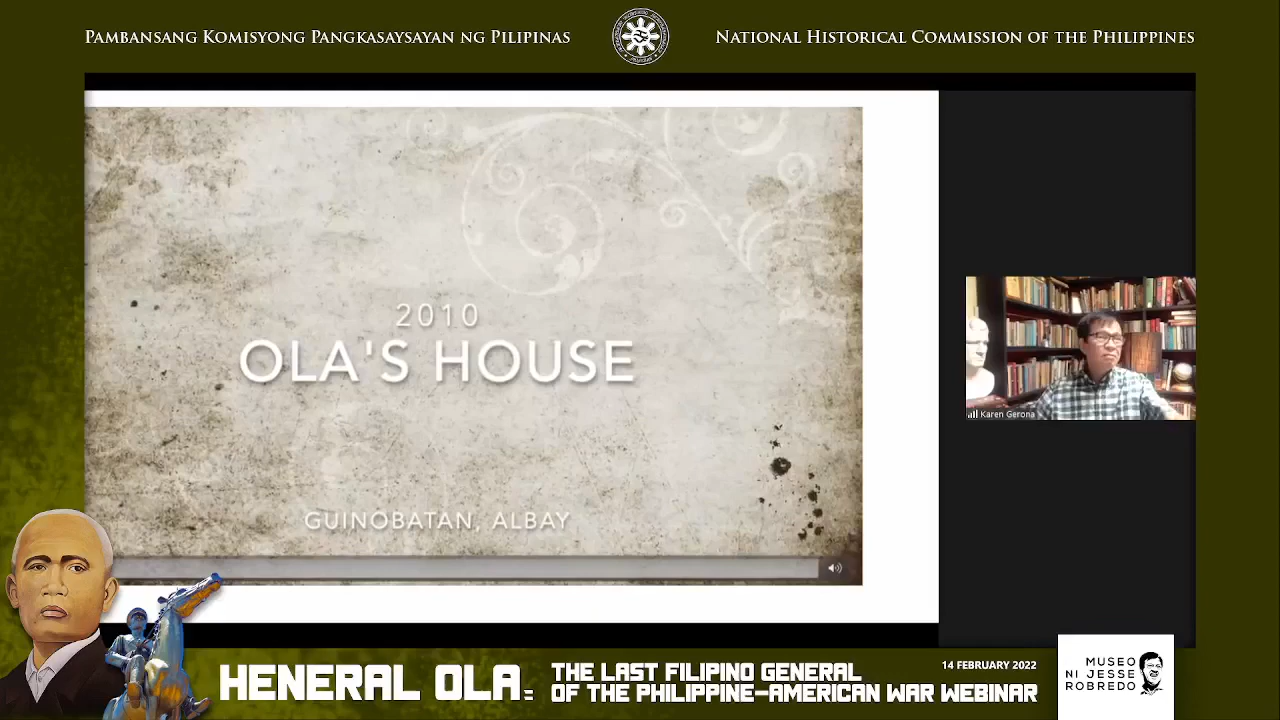 PAMBANSANG KOMISYONG PANGKASAYSAYAN NG PILIPINAS
NATIONAL HISTORICAL COMMISSION OF THE PHILIPPINES
2010
OLA'S HOUSE
GUINOBATAN, ALBAY
Karen Gerona
HENERAL OLA:
THE LAST FILIPINO GENERAL
OF THE PHILIPPINE-AMERICAN WAR WEBINAR
14 FEBRUARY 2022
MUSEO
NI JESSE
ROBREDO